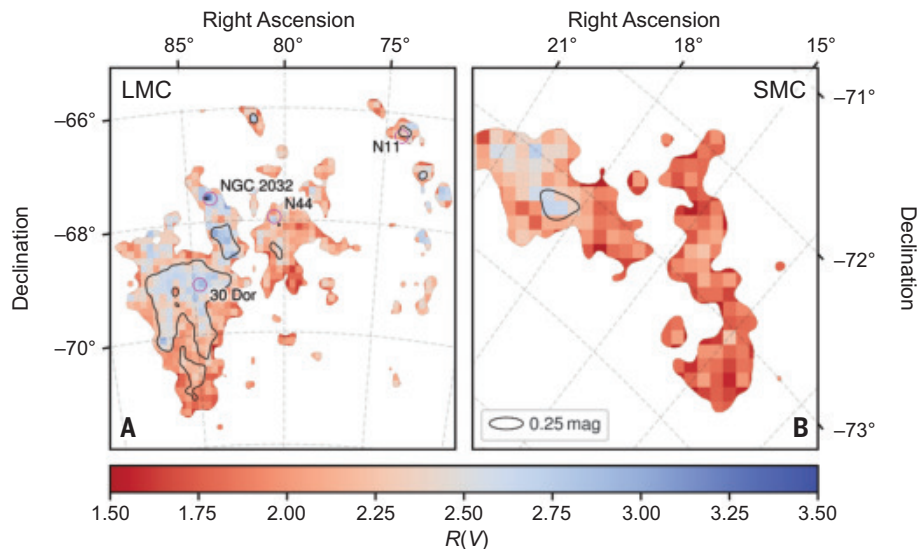 Right Ascension
Right Ascension
85°
80°
75°
21°
18°
15°
LMC
SMC
Declination
−66°
−68°
−70°
N11
NGC 2032
N44
30 Dor
A
0.25 mag
B
−71°
−72°
−73°
Declination
1.50
1.75
2.00
2.25
2.50
2.75
3.00
3.25
3.50
R(V)